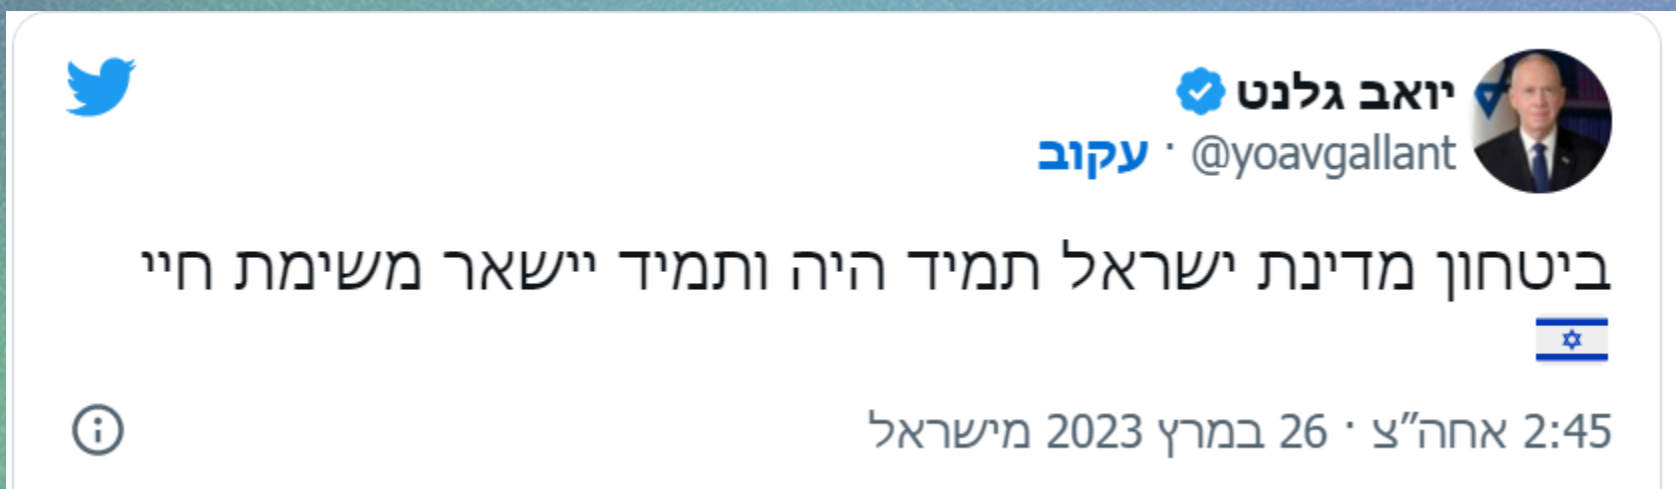 יואב גלנט
@yoavgallant · עקוב
ביטחון מדינת ישראל תמיד היה ותמיד יישאר משימת חיי
🇮🇱
2:45 אחה״צ · 26 במרץ 2023 מישראל